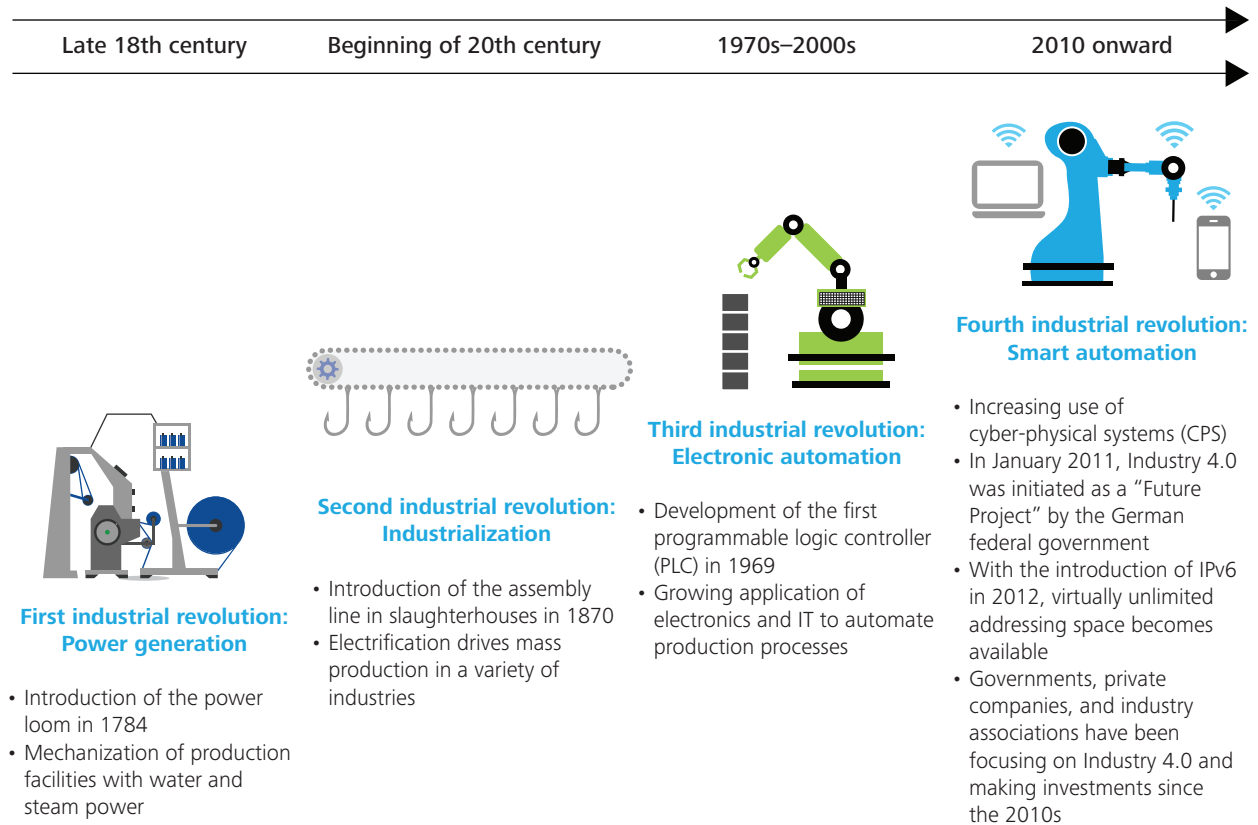 Late 18th century
Beginning of 20th century
1970s–2000s
2010 onward
First industrial revolution:
Power generation
• Introduction of the power
loom in 1784
• Mechanization of production
facilities with water and
steam power
Second industrial revolution:
Industrialization
• Introduction of the assembly
line in slaughterhouses in 1870
• Electrification drives mass
production in a variety of
industries
Third industrial revolution:
Electronic automation
• Development of the first
programmable logic controller
(PLC) in 1969
• Growing application of
electronics and IT to automate
production processes
Fourth industrial revolution:
Smart automation
• Increasing use of
cyber-physical systems (CPS)
• In January 2011, Industry 4.0
was initiated as a “Future
Project” by the German
federal government
• With the introduction of IPv6
in 2012, virtually unlimited
addressing space becomes
available
• Governments, private
companies, and industry
associations have been
focusing on Industry 4.0 and
making investments since
the 2010s